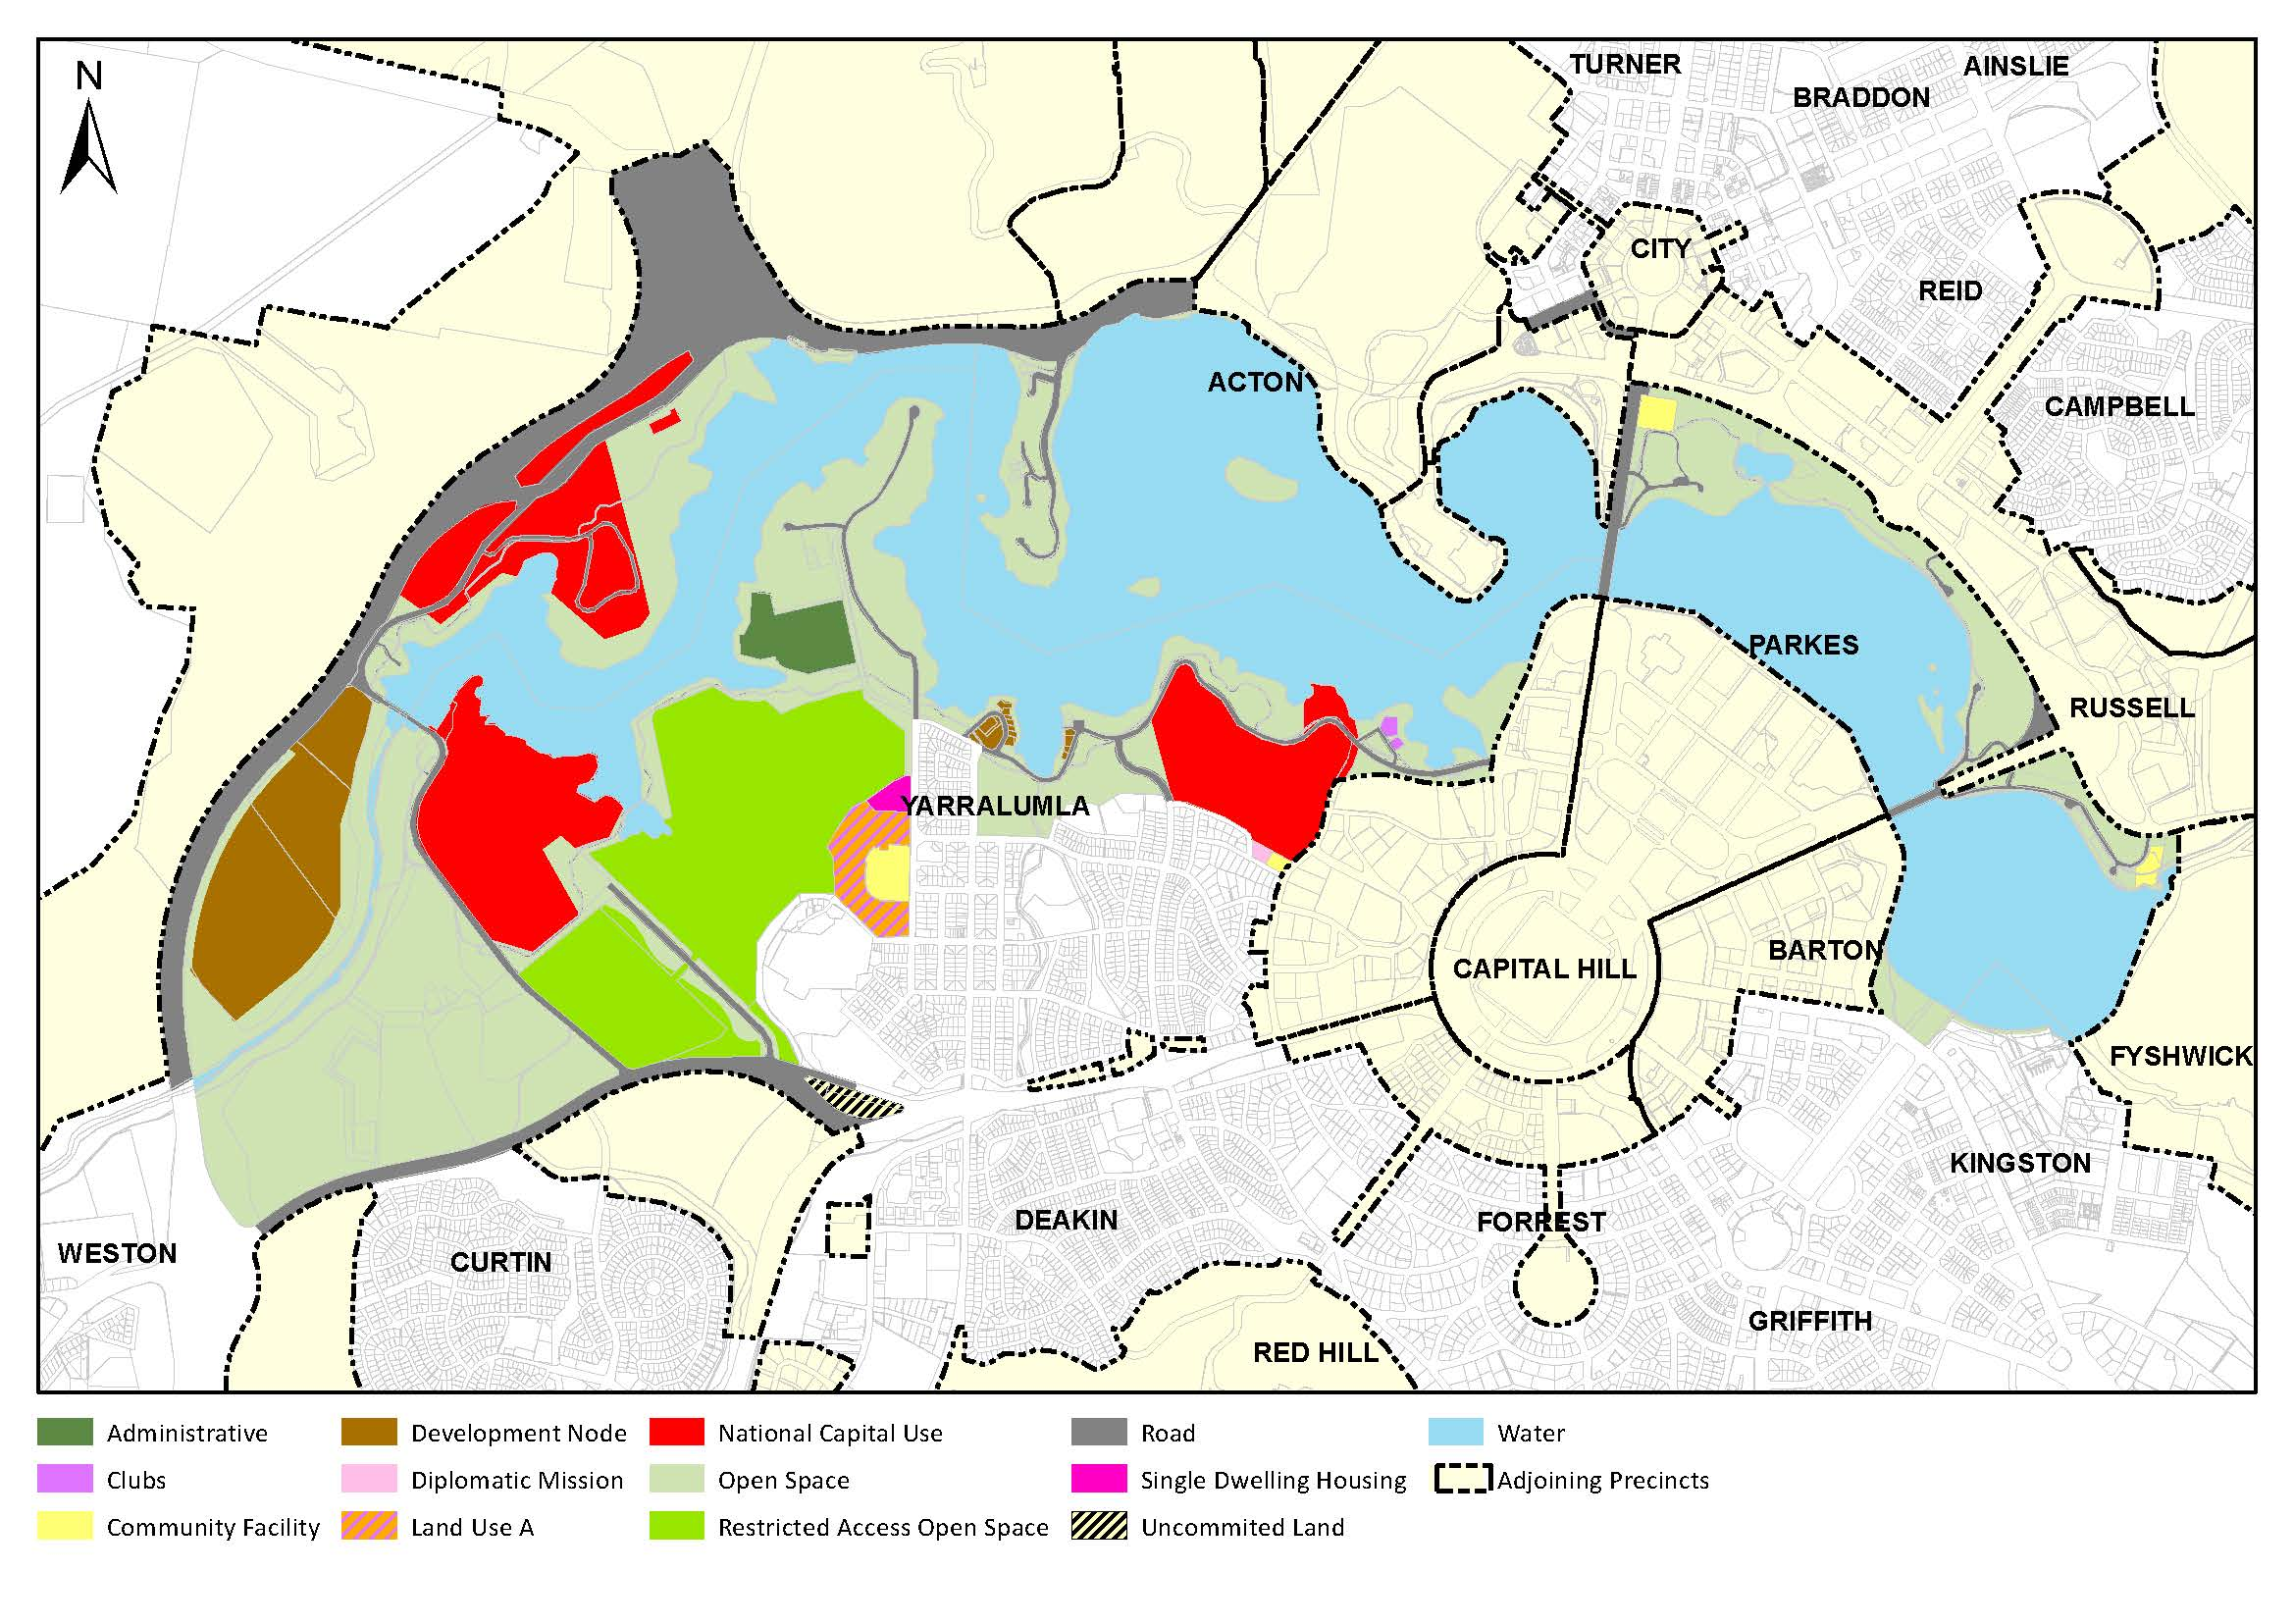 N
TURNER
AINSLIE
BRADDON
CITY
REID
ACTON
CAMPBELL
PARKES
RUSSELL
YARRALUMLA
BARTON
CAPITAL HILL
FYSHWICK
KINGSTON
DEAKIN
FORREST
WESTON
CURTIN
GRIFFITH
RED HILL
Administrative
Development Node
National Capital Use
Road
Water
Clubs
Diplomatic Mission
Open Space
Single Dwelling Housing
Adjoining Precincts
Community Facility
Land Use A
Restricted Access Open Space
Uncommited Land